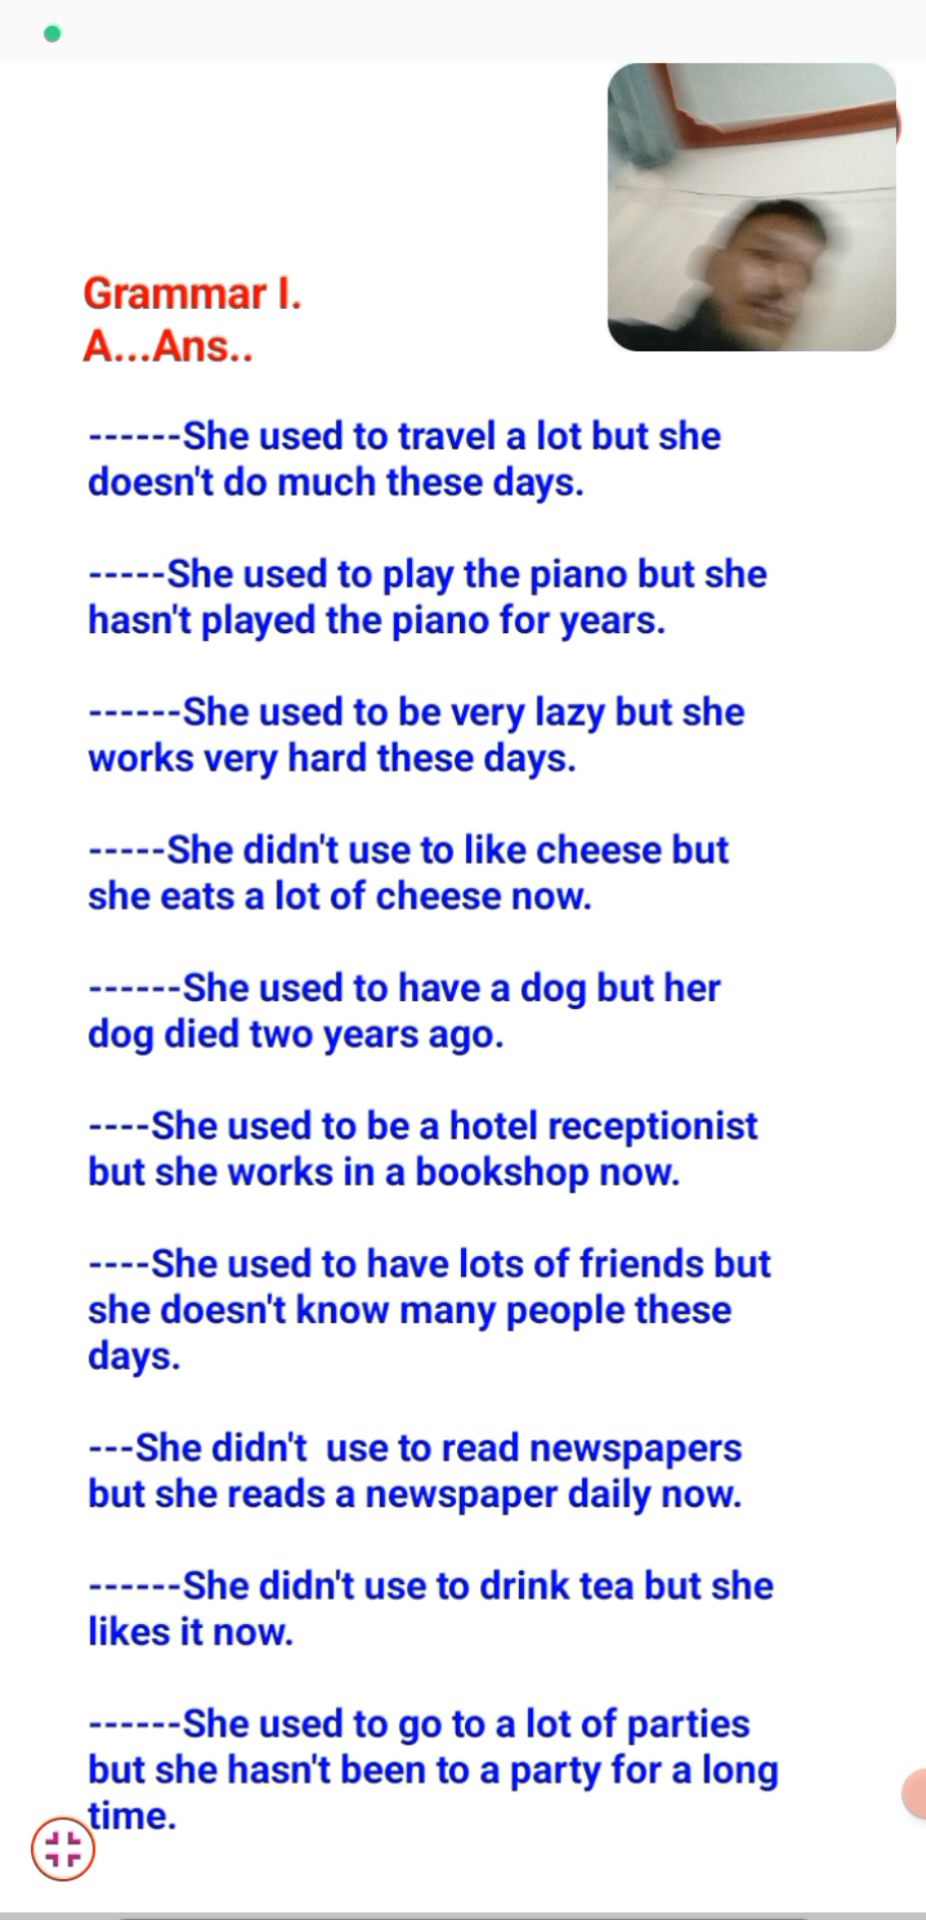 Grammar I.
A...Ans..
------She used to travel a lot but she
doesn't do much these days.
-----She used to play the piano but she
hasn't played the piano for years.
------She used to be very lazy but she
works very hard these days.
-----She didn't use to like cheese but
she eats a lot of cheese now.
------She used to have a dog but her
dog died two years ago.
----She used to be a hotel receptionist
but she works in a bookshop now.
----She used to have lots of friends but
she doesn't know many people these
days.
---She didn't  use to read newspapers
but she reads a newspaper daily now.
------She didn't use to drink tea but she
likes it now.
------She used to go to a lot of parties
but she hasn't been to a party for a long
time.